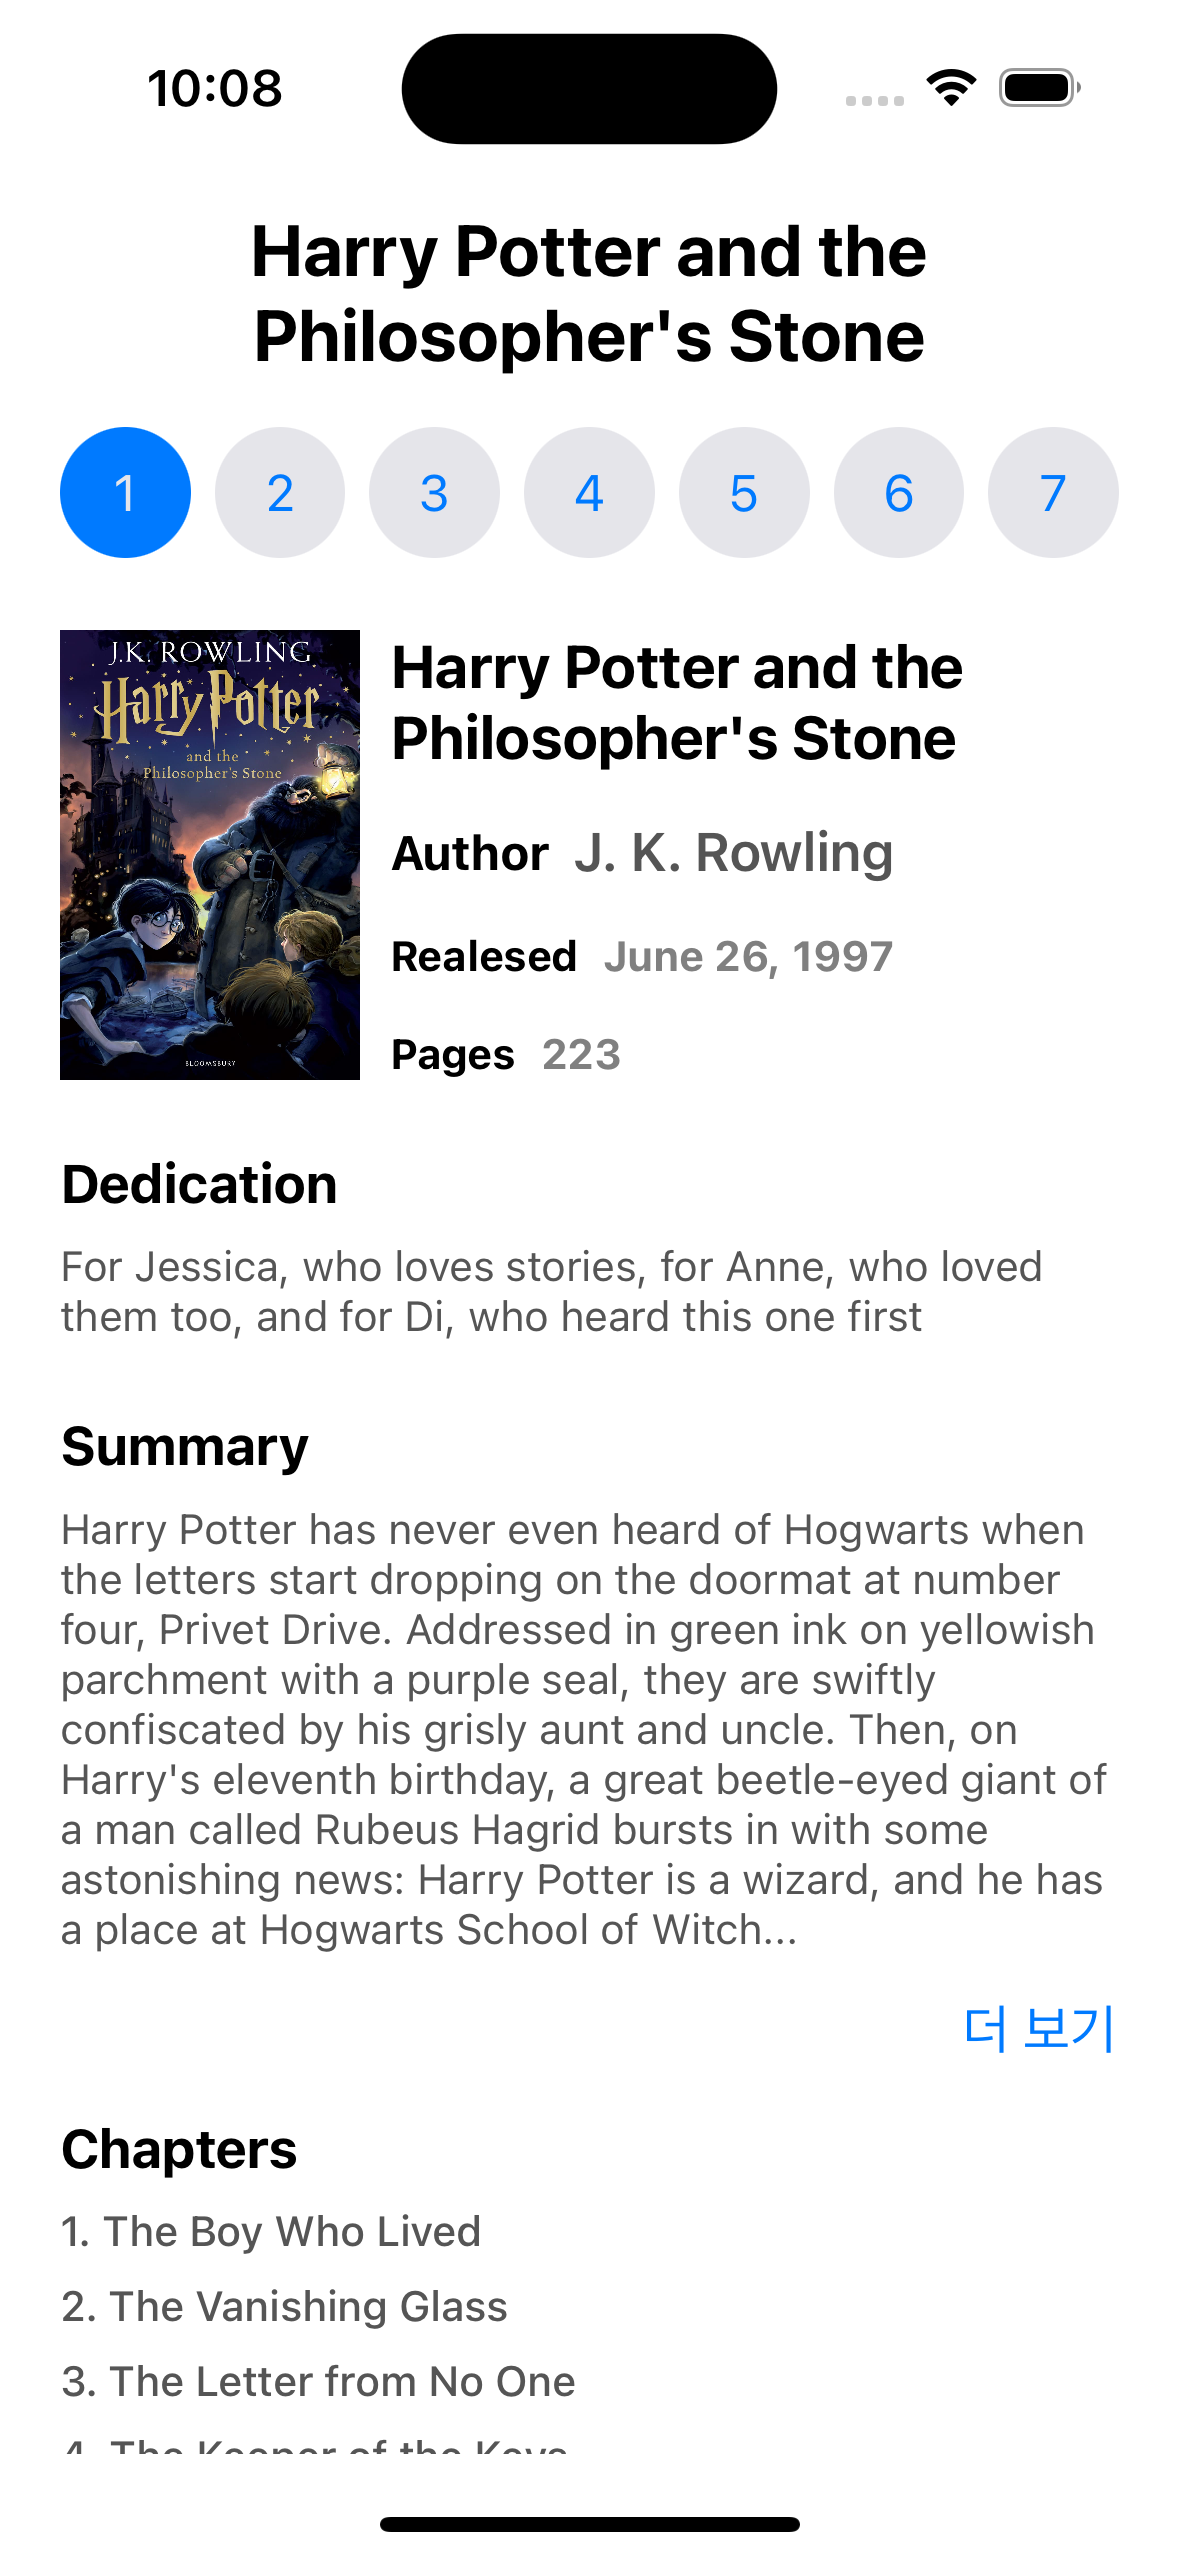 10:08
Harry Potter and the
Philosopher's Stone
1 2 3 4 5 6 7
J.K. ROWLING
Harry Potter
and the
Philosopher's Stone
BLOOMSBURY
Harry Potter and the
Philosopher's Stone
Author J. K. Rowling
Realesed June 26, 1997
Pages 223
Dedication
For Jessica, who loves stories, for Anne, who loved
them too, and for Di, who heard this one first
Summary
Harry Potter has never even heard of Hogwarts when
the letters start dropping on the doormat at number
four, Privet Drive. Addressed in green ink on yellowish
parchment with a purple seal, they are swiftly
confiscated by his grisly aunt and uncle. Then, on
Harry's eleventh birthday, a great beetle-eyed giant of
a man called Rubeus Hagrid bursts in with some
astonishing news: Harry Potter is a wizard, and he has
a place at Hogwarts School of Witch...
더 보기
Chapters
1. The Boy Who Lived
2. The Vanishing Glass
3. The Letter from No One
4. The Keeper of the Keys